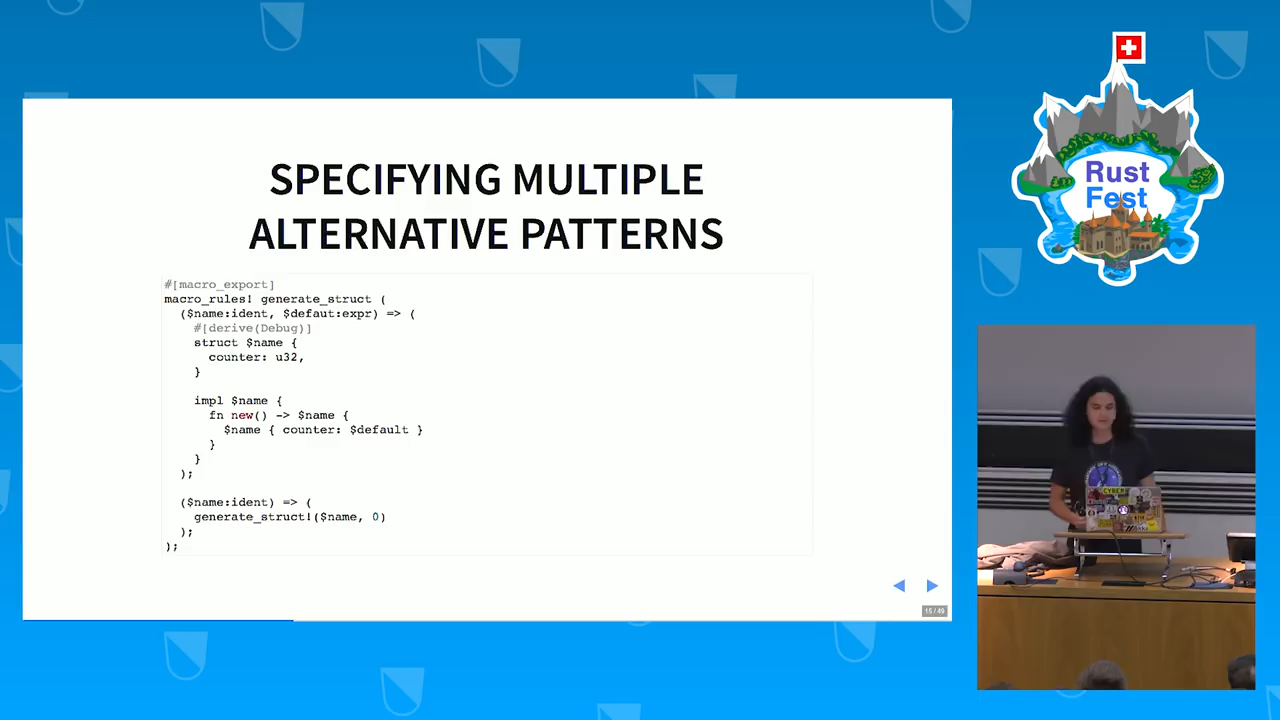 SPECIFYING MULTIPLE
ALTERNATIVE PATTERNS
#[macro_export]
macro_rules! generate_struct (
($name:ident, $defaut:expr) => (
#[derive(Debug)]
struct $name {
counter: u32,
}
impl $name {
fn new() -> $name {
$name { counter: $default }
}
}
);
($name:ident) => (
generate_struct!($name, 0)
);
);
15 / 49
Rust
Fest
CYBER